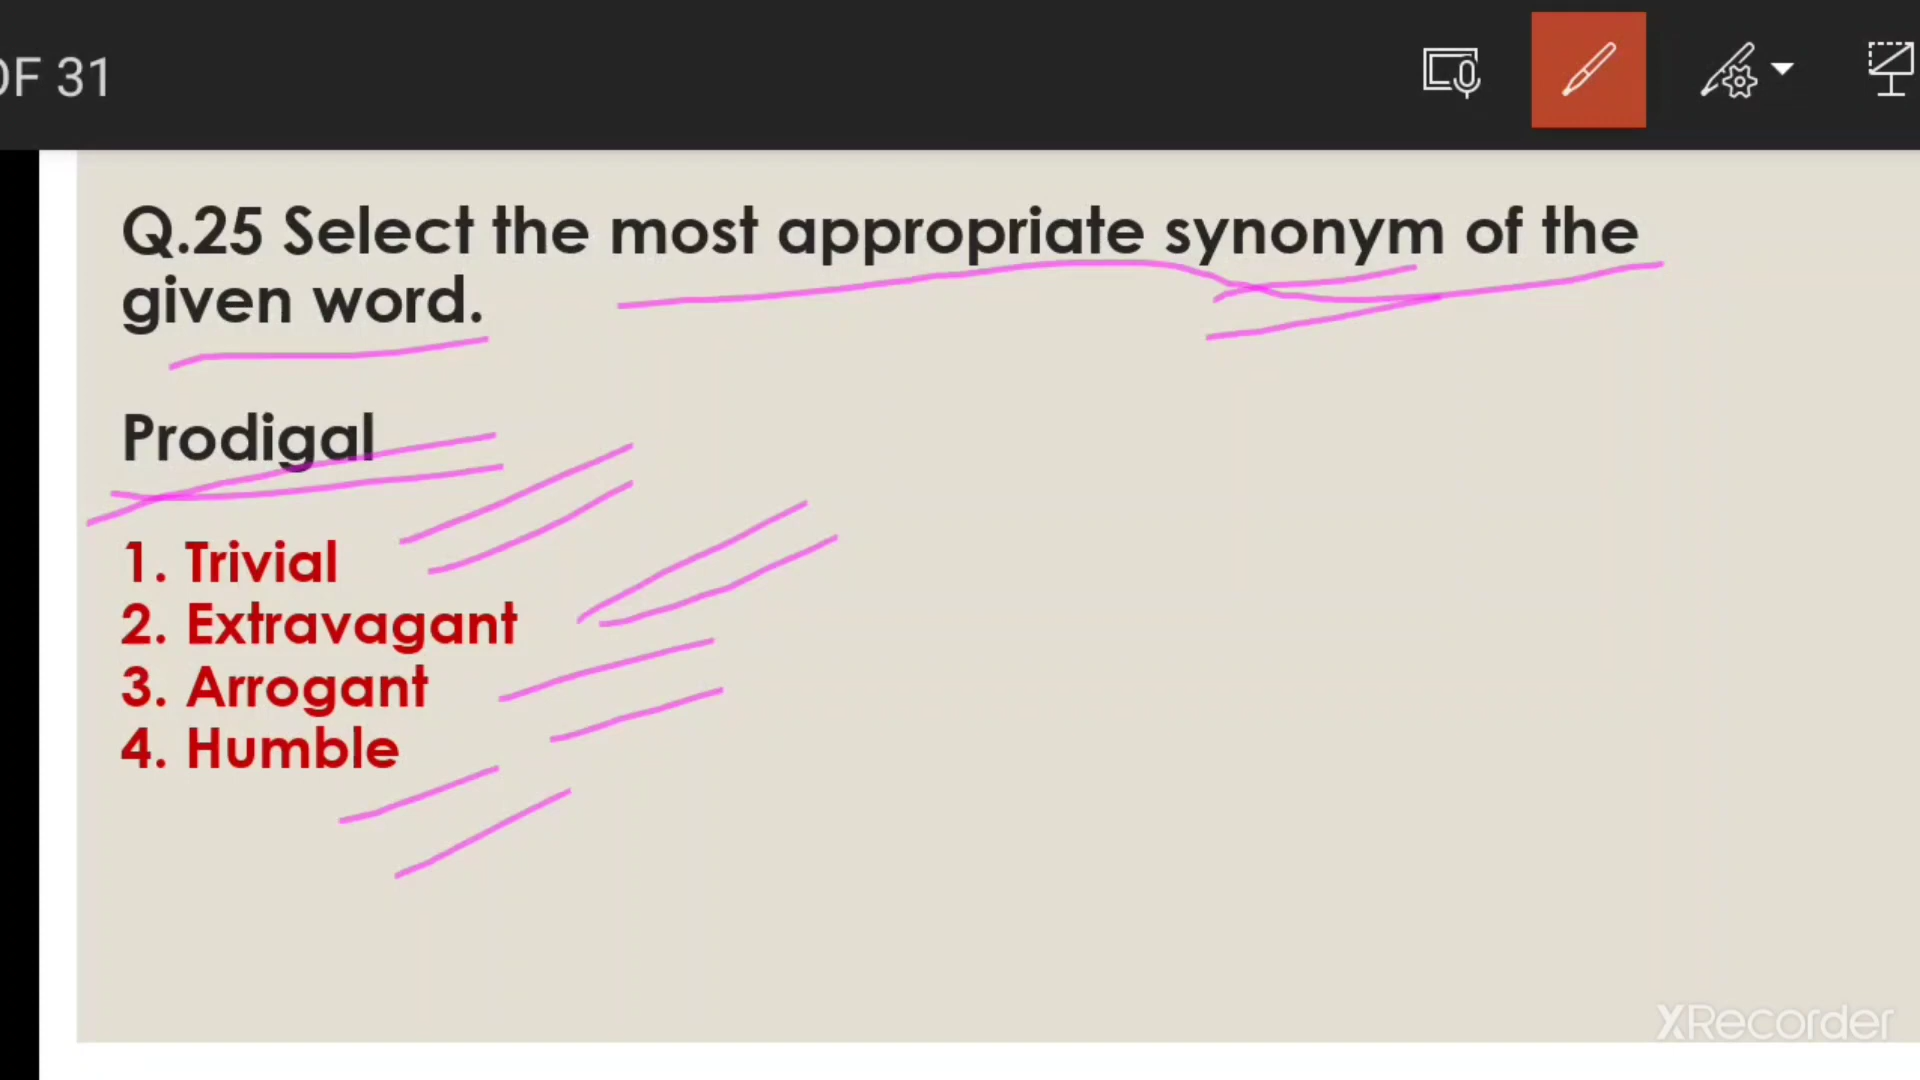 OF 31
Q.25 Select the most appropriate synonym of the
given word.
Prodigal
1. Trivial
2. Extravagant
3. Arrogant
4. Humble
XRecorder